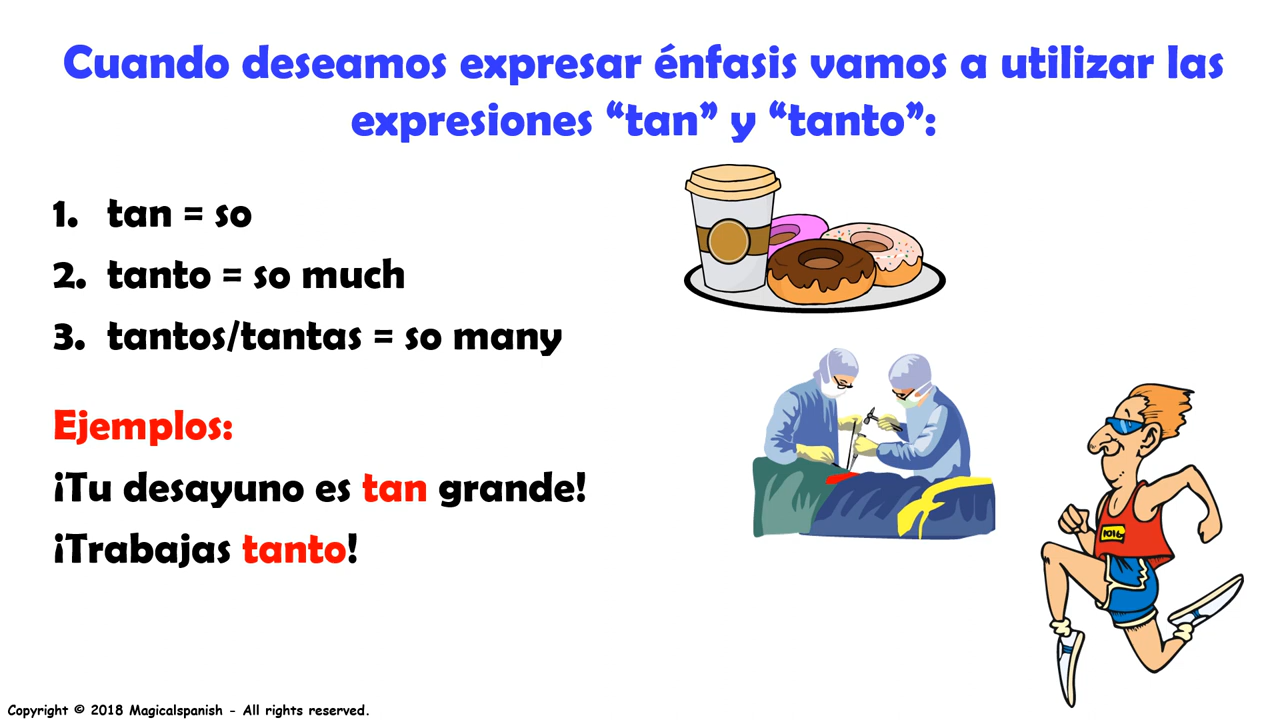 Cuando deseamos expresar énfasis vamos a utilizar las
expresiones “tan” y “tanto”:
1. tan = so
2. tanto = so much
3. tantos/tantas = so many
Ejemplos:
¡Tu desayuno es tan grande!
¡Trabajas tanto!
1016
Copyright © 2018 Magicalspanish - All rights reserved.